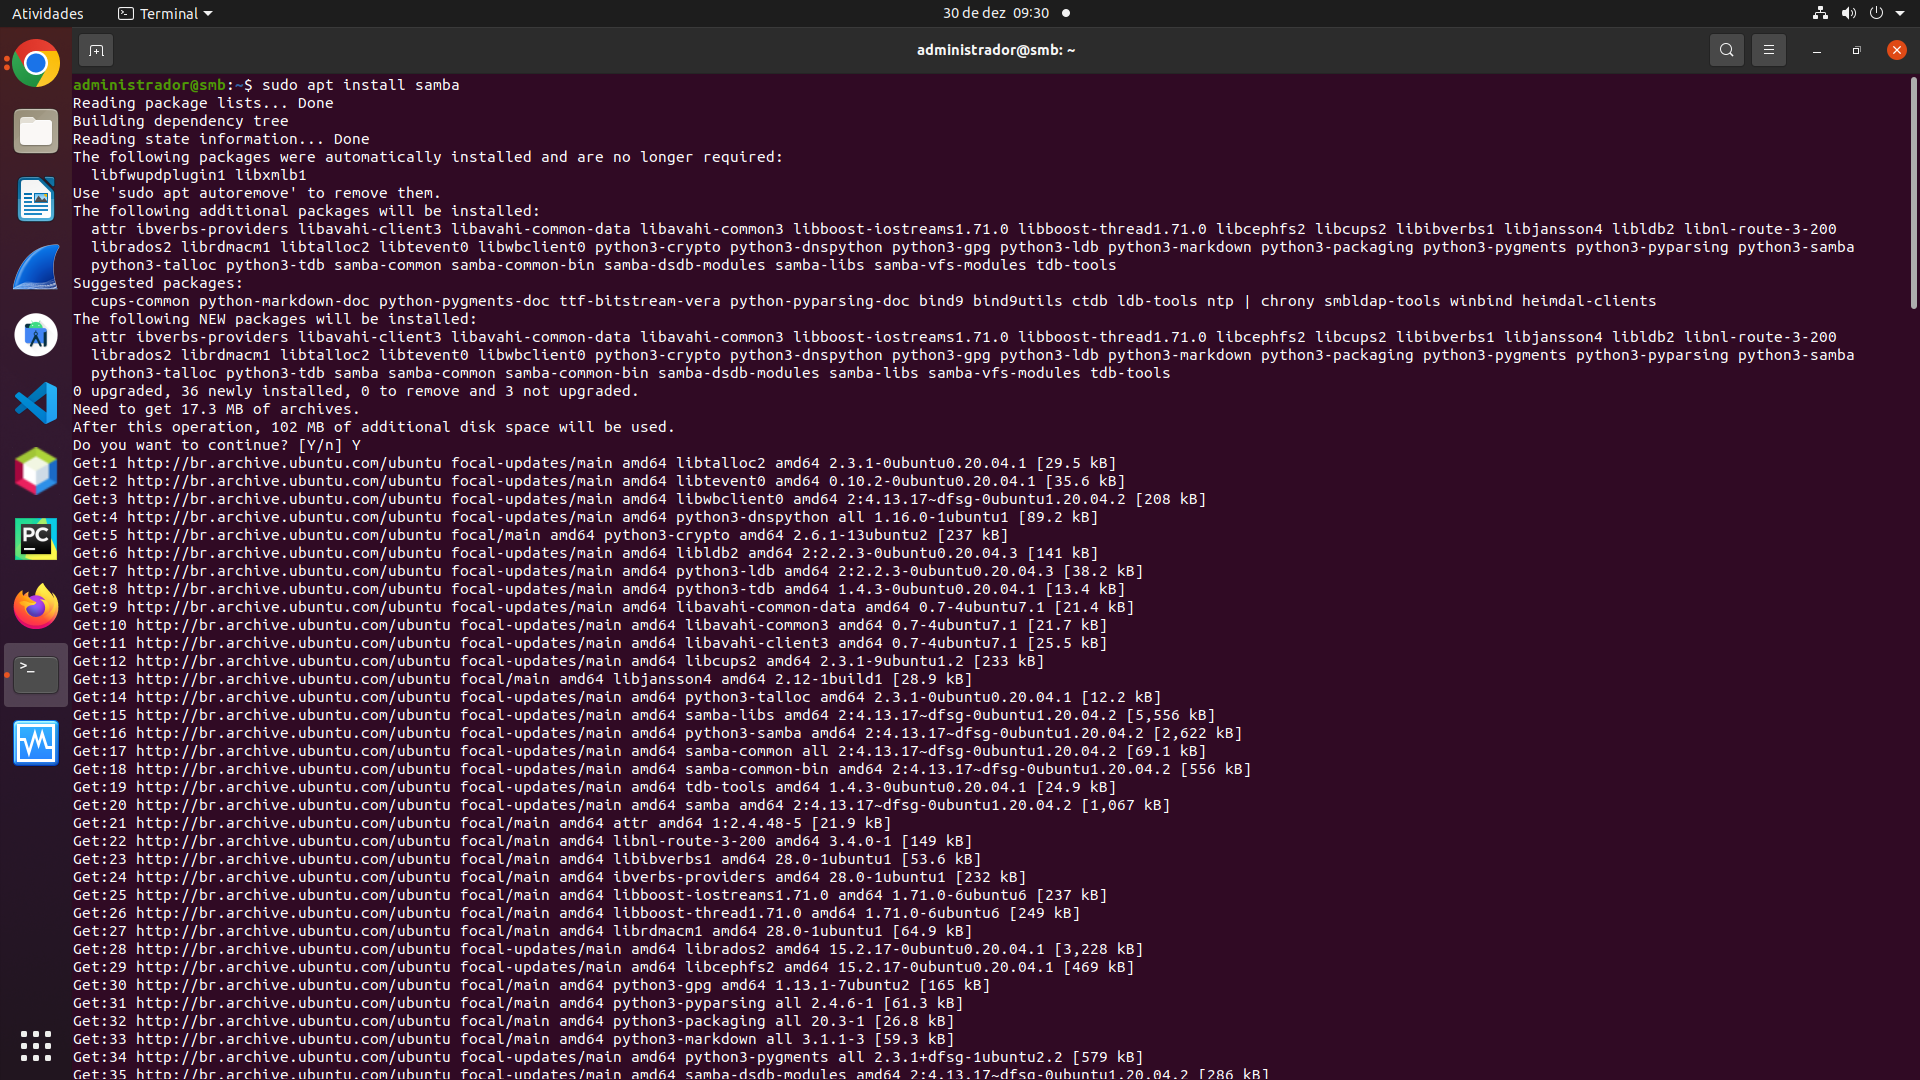 Atividades
Terminal
30 de dez 09:30
administrador@smb: ~
administrador@smb:~$ sudo apt install samba
Reading package lists... Done
Building dependency tree
Reading state information... Done
The following packages were automatically installed and are no longer required:
libfwupdplugin1 libxmlb1
Use 'sudo apt autoremove' to remove them.
The following additional packages will be installed:
attr ibverbs-providers libavahi-client3 libavahi-common-data libavahi-common3 libboost-iostreams1.71.0 libboost-thread1.71.0 libcephfs2 libcups2 libibverbs1 libjansson4 libldb2 libnl-route-3-200
librados2 librdmacm1 libtalloc2 libtevent0 libwbclient0 python3-crypto python3-dnspython python3-gpg python3-ldb python3-markdown python3-packaging python3-pygments python3-pyparsing python3-samba
python3-talloc python3-tdb samba-common samba-common-bin samba-dsdb-modules samba-libs samba-vfs-modules tdb-tools
Suggested packages:
cups-common python-markdown-doc python-pygments-doc ttf-bitstream-vera python-pyparsing-doc bind9 bind9utils ctdb ldb-tools ntp | chrony smbldap-tools winbind heimdal-clients
The following NEW packages will be installed:
attr ibverbs-providers libavahi-client3 libavahi-common-data libavahi-common3 libboost-iostreams1.71.0 libboost-thread1.71.0 libcephfs2 libcups2 libibverbs1 libjansson4 libldb2 libnl-route-3-200
librados2 librdmacm1 libtalloc2 libtevent0 libwbclient0 python3-crypto python3-dnspython python3-gpg python3-ldb python3-markdown python3-packaging python3-pygments python3-pyparsing python3-samba
python3-talloc python3-tdb samba samba-common samba-common-bin samba-dsdb-modules samba-libs samba-vfs-modules tdb-tools
0 upgraded, 36 newly installed, 0 to remove and 3 not upgraded.
Need to get 17.3 MB of archives.
After this operation, 102 MB of additional disk space will be used.
Do you want to continue? [Y/n] Y
Get:1 http://br.archive.ubuntu.com/ubuntu focal-updates/main amd64 libtalloc2 amd64 2.3.1-0ubuntu0.20.04.1 [29.5 kB]
Get:2 http://br.archive.ubuntu.com/ubuntu focal-updates/main amd64 libtevent0 amd64 0.10.2-0ubuntu0.20.04.1 [35.6 kB]
Get:3 http://br.archive.ubuntu.com/ubuntu focal-updates/main amd64 libwbclient0 amd64 2:4.13.17~dfsg-0ubuntu1.20.04.2 [208 kB]
Get:4 http://br.archive.ubuntu.com/ubuntu focal-updates/main amd64 python3-dnspython all 1.16.0-1ubuntu1 [89.2 kB]
Get:5 http://br.archive.ubuntu.com/ubuntu focal/main amd64 python3-crypto amd64 2.6.1-13ubuntu2 [237 kB]
Get:6 http://br.archive.ubuntu.com/ubuntu focal-updates/main amd64 libldb2 amd64 2:2.2.3-0ubuntu0.20.04.3 [141 kB]
Get:7 http://br.archive.ubuntu.com/ubuntu focal-updates/main amd64 python3-ldb amd64 2:2.2.3-0ubuntu0.20.04.3 [38.2 kB]
Get:8 http://br.archive.ubuntu.com/ubuntu focal-updates/main amd64 python3-tdb amd64 1.4.3-0ubuntu0.20.04.1 [13.4 kB]
Get:9 http://br.archive.ubuntu.com/ubuntu focal-updates/main amd64 libavahi-common-data amd64 0.7-4ubuntu7.1 [21.4 kB]
Get:10 http://br.archive.ubuntu.com/ubuntu focal-updates/main amd64 libavahi-common3 amd64 0.7-4ubuntu7.1 [21.7 kB]
Get:11 http://br.archive.ubuntu.com/ubuntu focal-updates/main amd64 libavahi-client3 amd64 0.7-4ubuntu7.1 [25.5 kB]
Get:12 http://br.archive.ubuntu.com/ubuntu focal-updates/main amd64 libcups2 amd64 2.3.1-9ubuntu1.2 [233 kB]
Get:13 http://br.archive.ubuntu.com/ubuntu focal/main amd64 libjansson4 amd64 2.12-1build1 [28.9 kB]
Get:14 http://br.archive.ubuntu.com/ubuntu focal-updates/main amd64 python3-talloc amd64 2.3.1-0ubuntu0.20.04.1 [12.2 kB]
Get:15 http://br.archive.ubuntu.com/ubuntu focal-updates/main amd64 samba-libs amd64 2:4.13.17~dfsg-0ubuntu1.20.04.2 [5,556 kB]
Get:16 http://br.archive.ubuntu.com/ubuntu focal-updates/main amd64 python3-samba amd64 2:4.13.17~dfsg-0ubuntu1.20.04.2 [2,622 kB]
Get:17 http://br.archive.ubuntu.com/ubuntu focal-updates/main amd64 samba-common all 2:4.13.17~dfsg-0ubuntu1.20.04.2 [69.1 kB]
Get:18 http://br.archive.ubuntu.com/ubuntu focal-updates/main amd64 samba-common-bin amd64 2:4.13.17~dfsg-0ubuntu1.20.04.2 [556 kB]
Get:19 http://br.archive.ubuntu.com/ubuntu focal-updates/main amd64 tdb-tools amd64 1.4.3-0ubuntu0.20.04.1 [24.9 kB]
Get:20 http://br.archive.ubuntu.com/ubuntu focal-updates/main amd64 samba amd64 2:4.13.17~dfsg-0ubuntu1.20.04.2 [1,067 kB]
Get:21 http://br.archive.ubuntu.com/ubuntu focal/main amd64 attr amd64 1:2.4.48-5 [21.9 kB]
Get:22 http://br.archive.ubuntu.com/ubuntu focal/main amd64 libnl-route-3-200 amd64 3.4.0-1 [149 kB]
Get:23 http://br.archive.ubuntu.com/ubuntu focal/main amd64 libibverbs1 amd64 28.0-1ubuntu1 [53.6 kB]
Get:24 http://br.archive.ubuntu.com/ubuntu focal/main amd64 ibverbs-providers amd64 28.0-1ubuntu1 [232 kB]
Get:25 http://br.archive.ubuntu.com/ubuntu focal/main amd64 libboost-iostreams1.71.0 amd64 1.71.0-6ubuntu6 [237 kB]
Get:26 http://br.archive.ubuntu.com/ubuntu focal/main amd64 libboost-thread1.71.0 amd64 1.71.0-6ubuntu6 [249 kB]
Get:27 http://br.archive.ubuntu.com/ubuntu focal/main amd64 librdmacm1 amd64 28.0-1ubuntu1 [64.9 kB]
Get:28 http://br.archive.ubuntu.com/ubuntu focal-updates/main amd64 librados2 amd64 15.2.17-0ubuntu0.20.04.1 [3,228 kB]
Get:29 http://br.archive.ubuntu.com/ubuntu focal-updates/main amd64 libcephfs2 amd64 15.2.17-0ubuntu0.20.04.1 [469 kB]
Get:30 http://br.archive.ubuntu.com/ubuntu focal/main amd64 python3-gpg amd64 1.13.1-7ubuntu2 [165 kB]
Get:31 http://br.archive.ubuntu.com/ubuntu focal/main amd64 python3-pyparsing all 2.4.6-1 [61.3 kB]
Get:32 http://br.archive.ubuntu.com/ubuntu focal/main amd64 python3-packaging all 20.3-1 [26.8 kB]
Get:33 http://br.archive.ubuntu.com/ubuntu focal/main amd64 python3-markdown all 3.1.1-3 [59.3 kB]
Get:34 http://br.archive.ubuntu.com/ubuntu focal-updates/main amd64 python3-pygments all 2.3.1+dfsg-1ubuntu2.2 [579 kB]
Get:35 http://br.archive.ubuntu.com/ubuntu focal-updates/main amd64 samba-dsdb-modules amd64 2:4.13.17~dfsg-0ubuntu1.20.04.2 [286 kB]
PC